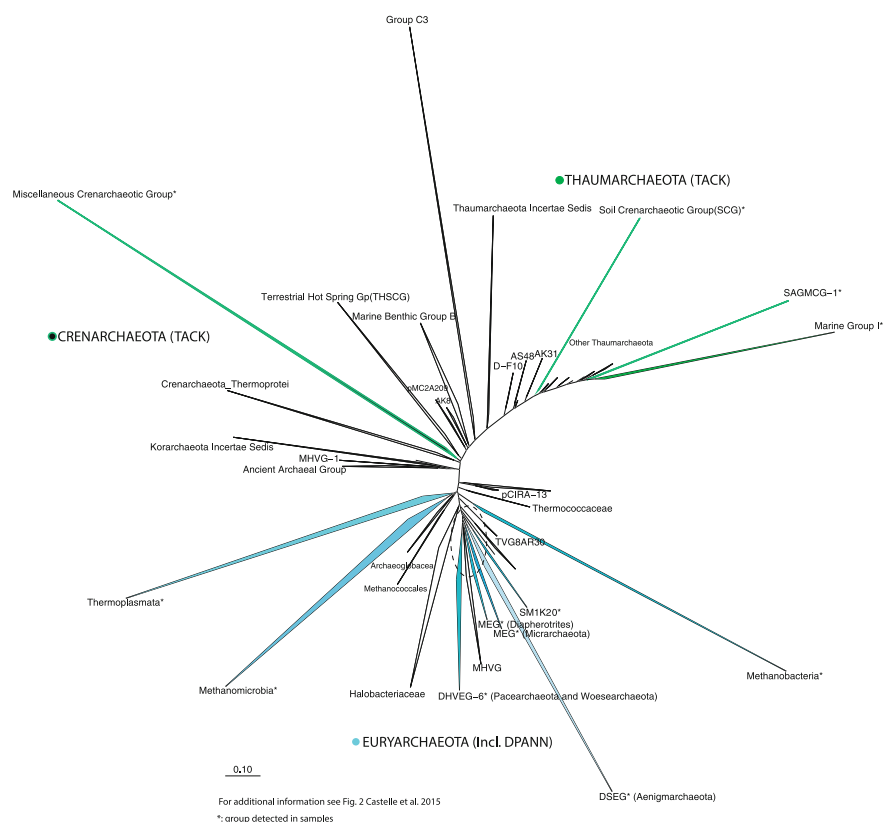 Group C3
THAUMARCHAEOTA (TACK)
Miscellaneous Crenarchaeotic Group*
Thaumarchaeota Incertae Sedis
Soil Crenarchaeotic Group(SCG)*
SAGMCG-1*
Terrestrial Hot Spring Gp(THSCG)
Marine Benthic Group B
Marine Group I*
CRENARCHAEOTA (TACK)
Other Thaumarchaeota
AS48
AK31
D-F10
Crenarchaeota_Thermoprotei
pMC2A209
AK8
Korarchaeota Incertae Sedis
MHVG-1
Ancient Archaeal Group
pCIRA-13
Thermococcaceae
TVG8AR30
Archaeoglobacea
Methanococcales
Thermoplasmata*
SM1K20*
MEG* (Diapherotrites)
MEG* (Micrarchaeota)
MHVG
Methanobacteria*
Methanomicrobia*
Halobacteriaceae
DHVEG-6* (Pacearchaeota and Woesearchaeota)
EURYARCHAEOTA (Incl. DPANN)
0.10
DSEG* (Aenigmarchaeota)
For additional information see Fig. 2 Castelle et al. 2015
*: group detected in samples